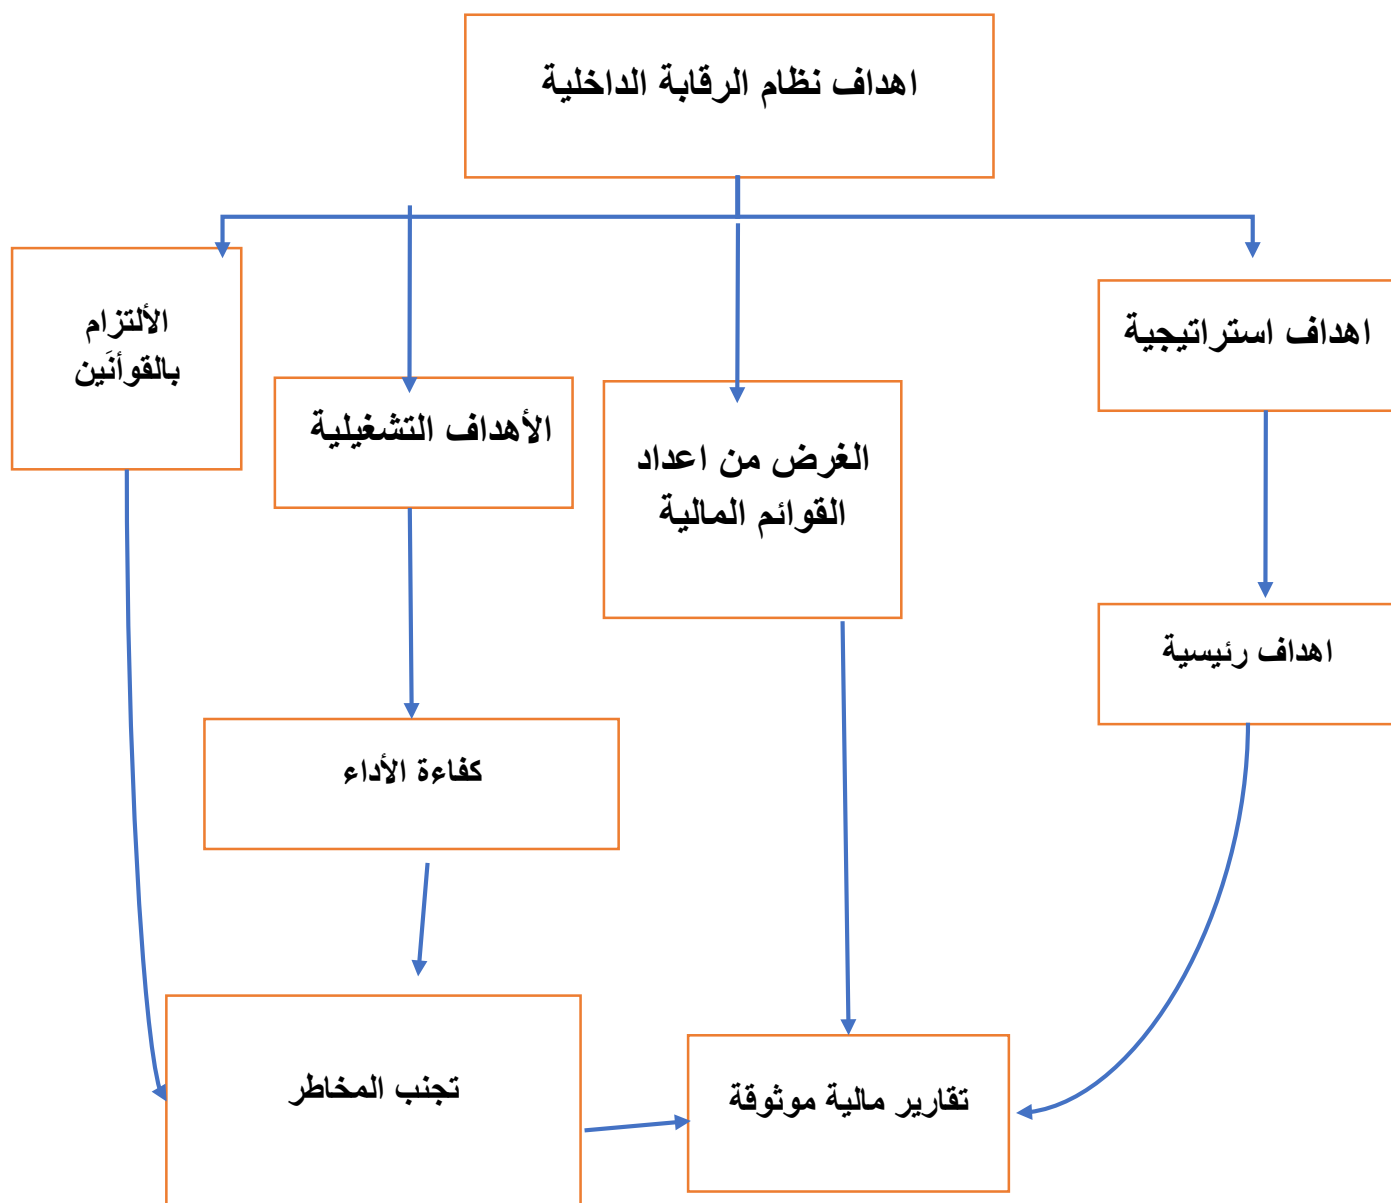 اهداف نظام الرقابة الداخلية
اهداف استراتيجية
الغرض من اعداد
القوائم المالية
الأهداف التشغيلية
الألتزام
بالقوأنَين
اهداف رئيسية
كفاءة الأداء
تقارير مالية موثوقة
تجنب المخاطر